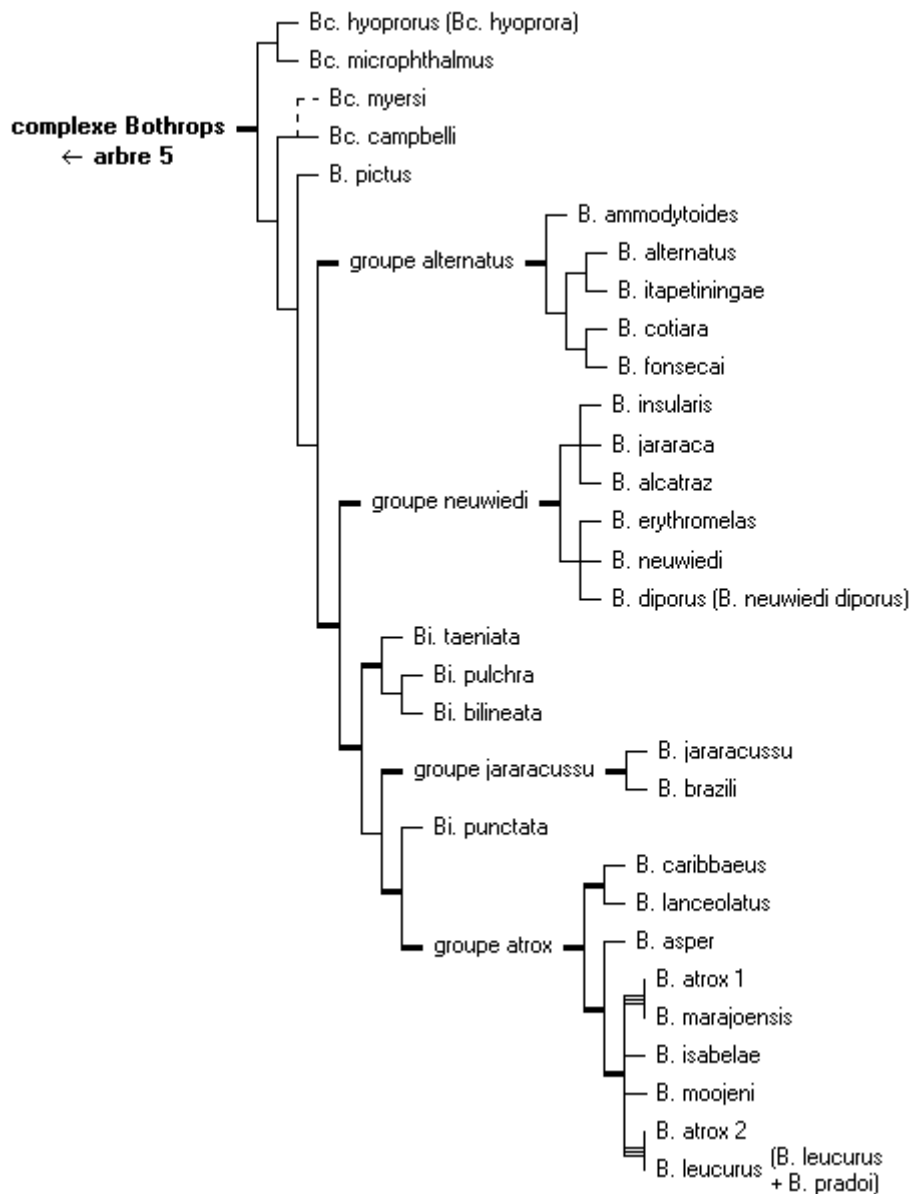 Bc. hyoprorus (Bc. hyoprora)
Bc. microphthalmus
Bc. myersi
complexe Bothrops
← arbre 5
Bc. campbelli
B. pictus
B. ammodytoides
B. alternatus
groupe alternatus
B. itapetiningae
B. cotiara
B. fonsecai
B. insularis
B. jararaca
B. alcatraz
groupe neuwiedi
B. erythromelas
B. neuwiedi
B. diporus (B. neuwiedi diporus)
Bi. taeniata
Bi. pulchra
Bi. bilineata
B. jararacussu
groupe jararacussu
B. brazili
Bi. punctata
B. caribbaeus
B. lanceolatus
groupe atrox
B. asper
B. atrox 1
B. marajoensis
B. isabelae
B. moojeni
B. atrox 2
B. leucurus (B. leucurus
+ B. pradoi)